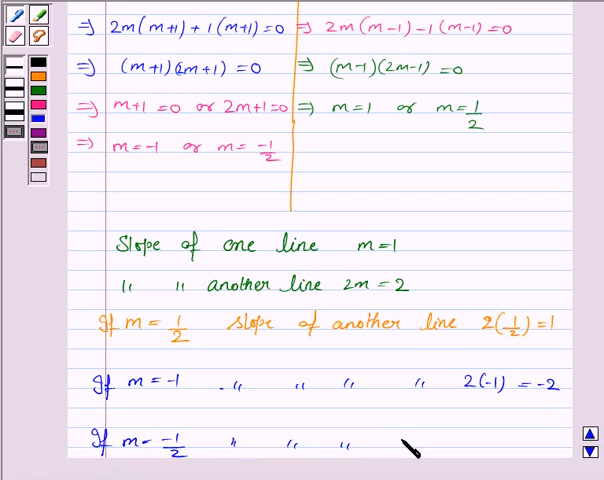 ⇒ 2m(m+1)+1(m+1)=0 ⇒ 2m(m-1)-1(m-1)=0
⇒ (m+1)(2m+1)=0 ⇒ (m-1)(2m-1)=0
⇒ m+1=0 or 2m+1=0 ⇒ m=1 or m=1/2
⇒ m=-1 or m=-1/2
Slope of one line m=1
" " another line 2m=2
If m=1/2 slope of another line 2(1/2)=1
If m=-1 " " " " 2(-1)=-2
If m=-1/2 " " "